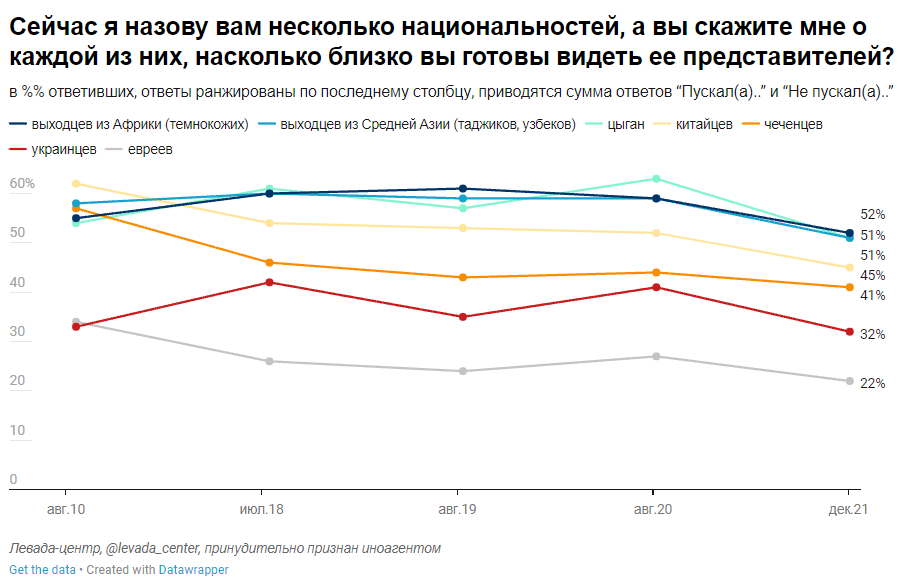 Сейчас я назову вам несколько национальностей, а вы скажите мне о
каждой из них, насколько близко вы готовы видеть ее представителей?
в %% ответивших, ответы ранжированы по последнему столбцу, приводятся сумма ответов “Пускал(а)..” и “Не пускал(а)..”
выходцев из Африки (темнокожих) выходцев из Средней Азии (таджиков, узбеков) цыган китайцев чеченцев
украинцев евреев
60%
50
40
30
20
10
0
52%
51%
51%
45%
41%
32%
22%
авг.10 июл.18 авг.19 авг.20 дек.21
Левада-центр, @levada_center, принудительно признан иноагентом
Get the data • Created with Datawrapper